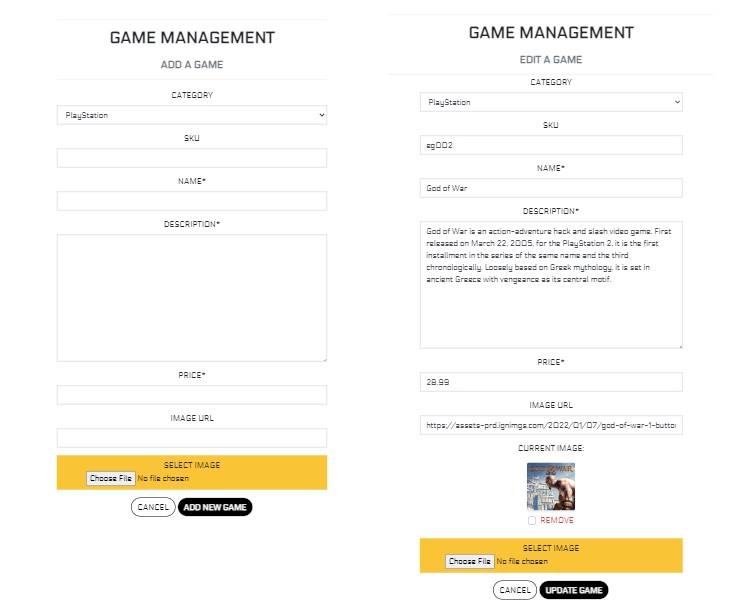 GAME MANAGEMENT
ADD A GAME
CATEGORY
PlayStation
SKU
NAME*
DESCRIPTION*
PRICE*
IMAGE URL
SELECT IMAGE
Choose File No file chosen
CANCEL ADD NEW GAME
GAME MANAGEMENT
EDIT A GAME
CATEGORY
PlayStation
SKU
sg002
NAME*
God of War
DESCRIPTION*
God of War is an action-adventure hack and slash video game. First
released on March 22, 2005, for the PlayStation 2, it is the first
installment in the series of the same name and the third
chronologically. Loosely based on Greek mythology, it is set in
ancient Greece with vengeance as its central motif.
PRICE*
28.99
IMAGE URL
https://assets-prd.ignimgs.com/2022/01/07/god-of-war-1-button
CURRENT IMAGE:
GOD OF WAR
REMOVE
SELECT IMAGE
Choose File No file chosen
CANCEL UPDATE GAME